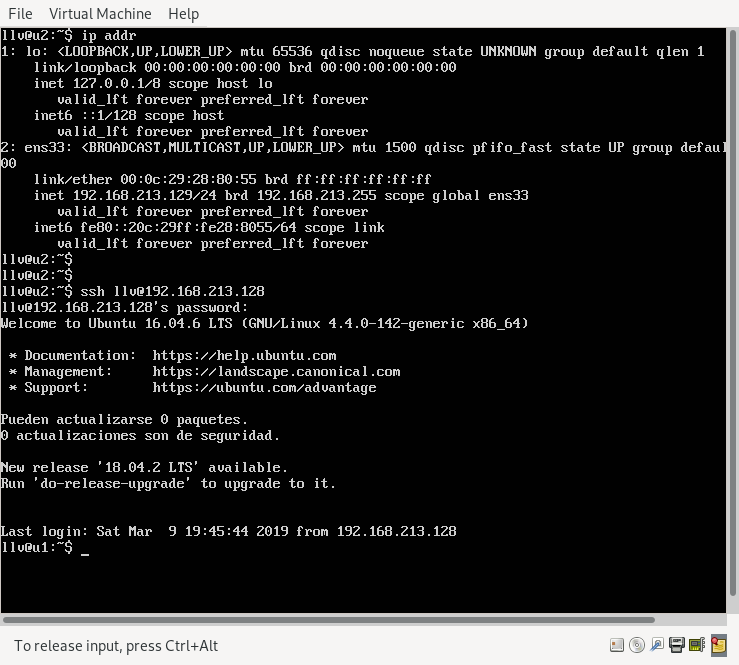 File Virtual Machine Help
llv@u2:~$ ip addr
1: lo: <LOOPBACK,UP,LOWER_UP> mtu 65536 qdisc noqueue state UNKNOWN group default qlen 1
link/loopback 00:00:00:00:00:00 brd 00:00:00:00:00:00
inet 127.0.0.1/8 scope host lo
valid_lft forever preferred_lft forever
inet6 ::1/128 scope host
valid_lft forever preferred_lft forever
2: ens33: <BROADCAST,MULTICAST,UP,LOWER_UP> mtu 1500 qdisc pfifo_fast state UP group defau
00
link/ether 00:0c:29:28:80:55 brd ff:ff:ff:ff:ff:ff
inet 192.168.213.129/24 brd 192.168.213.255 scope global ens33
valid_lft forever preferred_lft forever
inet6 fe80::20c:29ff:fe28:8055/64 scope link
valid_lft forever preferred_lft forever
llv@u2:~$
llv@u2:~$
llv@u2:~$ ssh llv@192.168.213.128
llv@192.168.213.128's password:
Welcome to Ubuntu 16.04.6 LTS (GNU/Linux 4.4.0-142-generic x86_64)
* Documentation: https://help.ubuntu.com
* Management: https://landscape.canonical.com
* Support: https://ubuntu.com/advantage
Pueden actualizarse 0 paquetes.
0 actualizaciones son de seguridad.
New release '18.04.2 LTS' available.
Run 'do-release-upgrade' to upgrade to it.
Last login: Sat Mar 9 19:45:44 2019 from 192.168.213.128
llv@u1:~$ _
To release input, press Ctrl+Alt